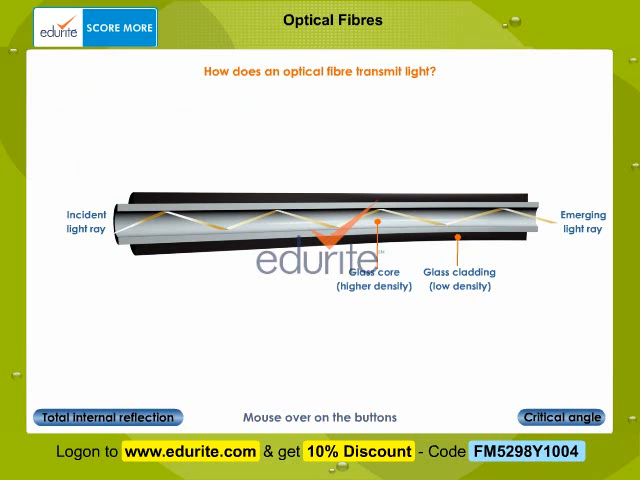 Optical Fibres
edurite SCORE MORE
How does an optical fibre transmit light?
Incident
light ray
Emerging
light ray
edurite
Glass core
(higher density)
Glass cladding
(low density)
Total internal reflection
Mouse over on the buttons
Critical angle
Logon to www.edurite.com & get 10% Discount - Code FM5298Y1004